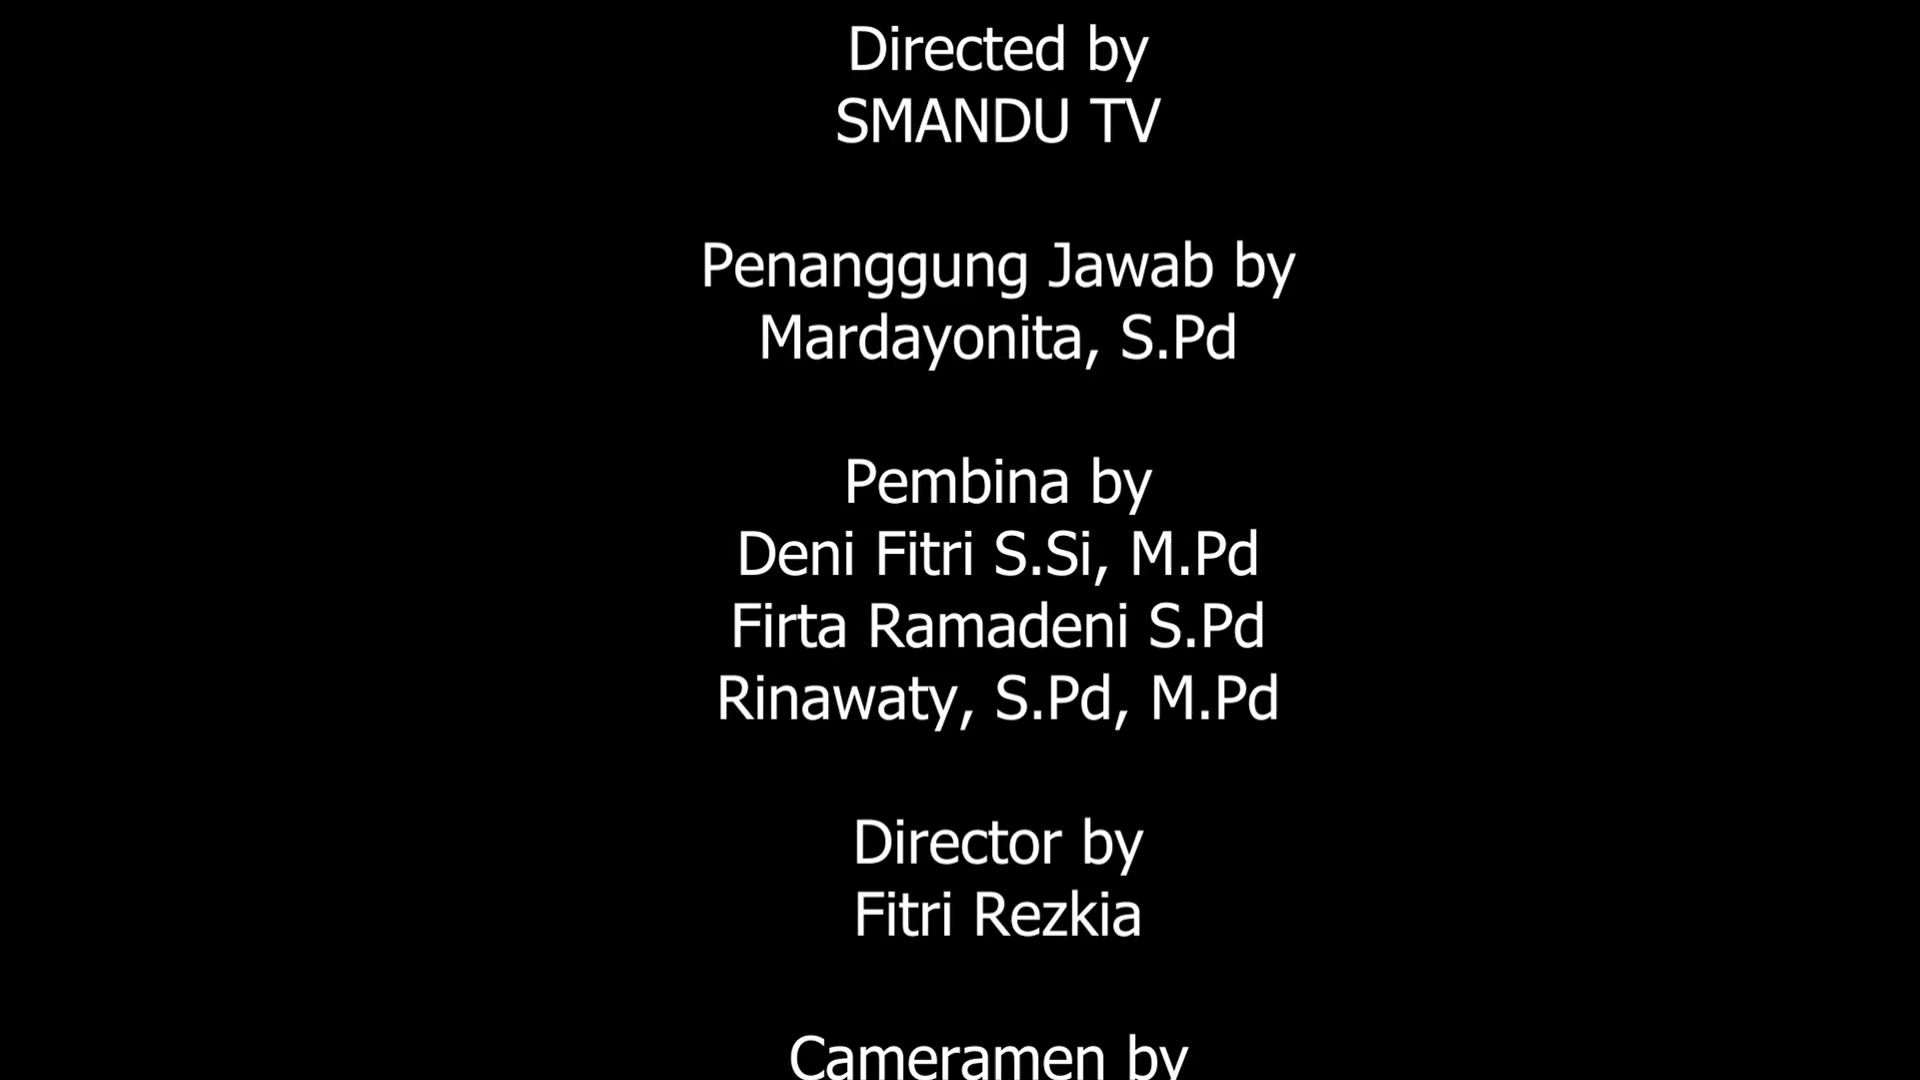 Directed by
SMANDU TV
Penanggung Jawab by
Mardayonita, S.Pd
Pembina by
Deni Fitri S.Si, M.Pd
Firta Ramadeni S.Pd
Rinawaty, S.Pd, M.Pd
Director by
Fitri Rezkia
Cameramen by